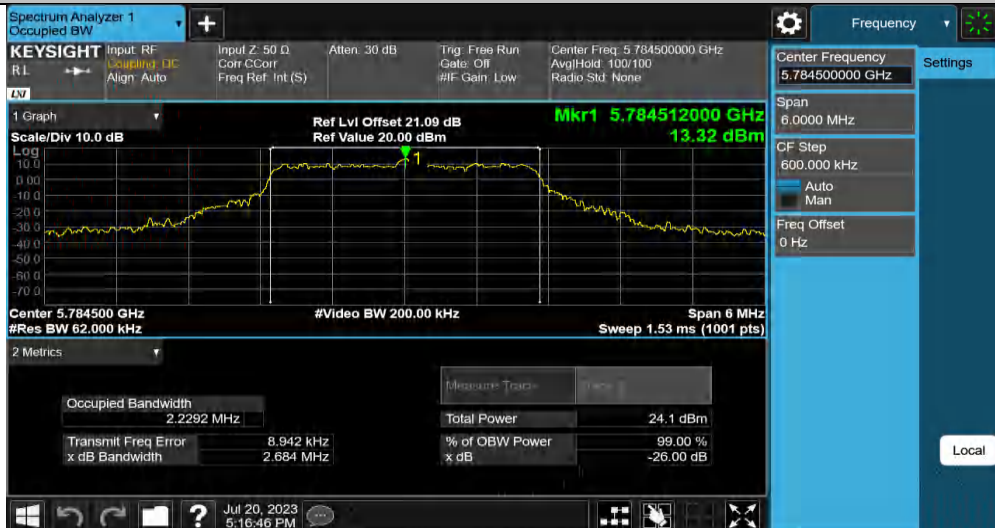 Spectrum Analyzer 1
Occupied BW
Frequency
KEYSIGHT
RL
LXI
Input: RF
Coupling: DC
Align: Auto
Input Z: 50 Ω
Corr CCorr
Freq Ref: Int (S)
Atten: 30 dB
Trig: Free Run
Gate: Off
#IF Gain: Low
Center Freq: 5.784500000 GHz
Avg|Hold: 100/100
Radio Std: None
Center Frequency
5.784500000 GHz
Settings
Span
6.0000 MHz
CF Step
600.000 kHz
Auto
Man
Freq Offset
0 Hz
Local
1 Graph
Scale/Div 10.0 dB
Ref Lvl Offset 21.09 dB
Ref Value 20.00 dBm
Mkr1 5.784512000 GHz
13.32 dBm
Log
10.0
0.00
-10.0
-20.0
-30.0
-40.0
-50.0
-60.0
-70.0
1
Center 5.784500 GHz
#Res BW 62.000 kHz
#Video BW 200.00 kHz
Span 6 MHz
Sweep 1.53 ms (1001 pts)
2 Metrics
Measure Trace
Occupied Bandwidth
2.2292 MHz
Total Power 24.1 dBm
Transmit Freq Error 8.942 kHz
% of OBW Power 99.00 %
x dB Bandwidth 2.684 MHz
x dB -26.00 dB
?
Jul 20, 2023
5:16:46 PM